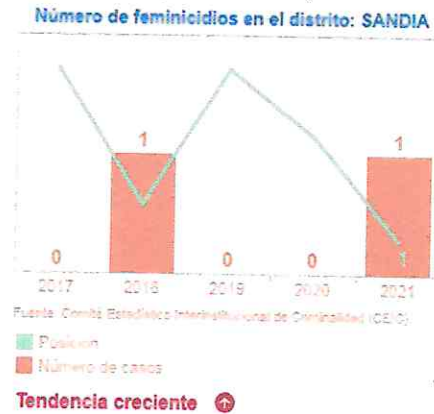 Número de feminicidios en el distrito: SANDIA
1 1
0 0 0 1
2017 2018 2019 2020 2021
Fuente: Comité Estadístico Interinstitucional de Criminalidad (CEIC)
Posición
Número de casos
Tendencia creciente